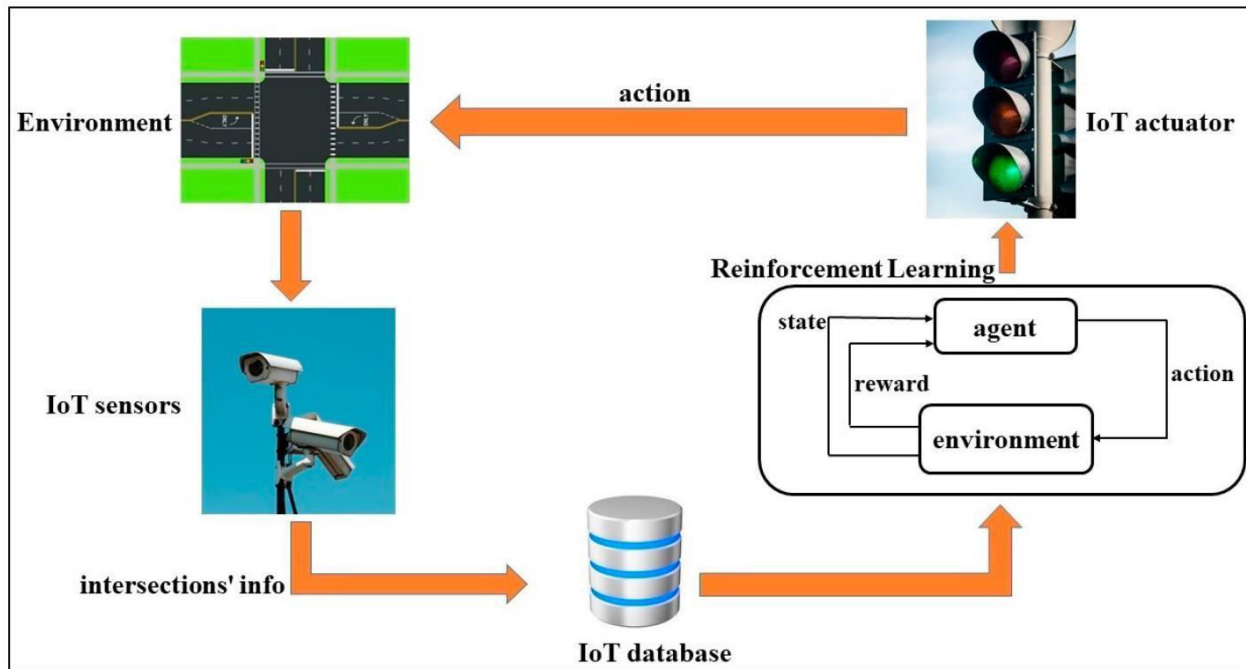 action
Environment
IoT actuator
Reinforcement Learning
state
agent
reward
action
IoT sensors
environment
intersections' info
IoT database